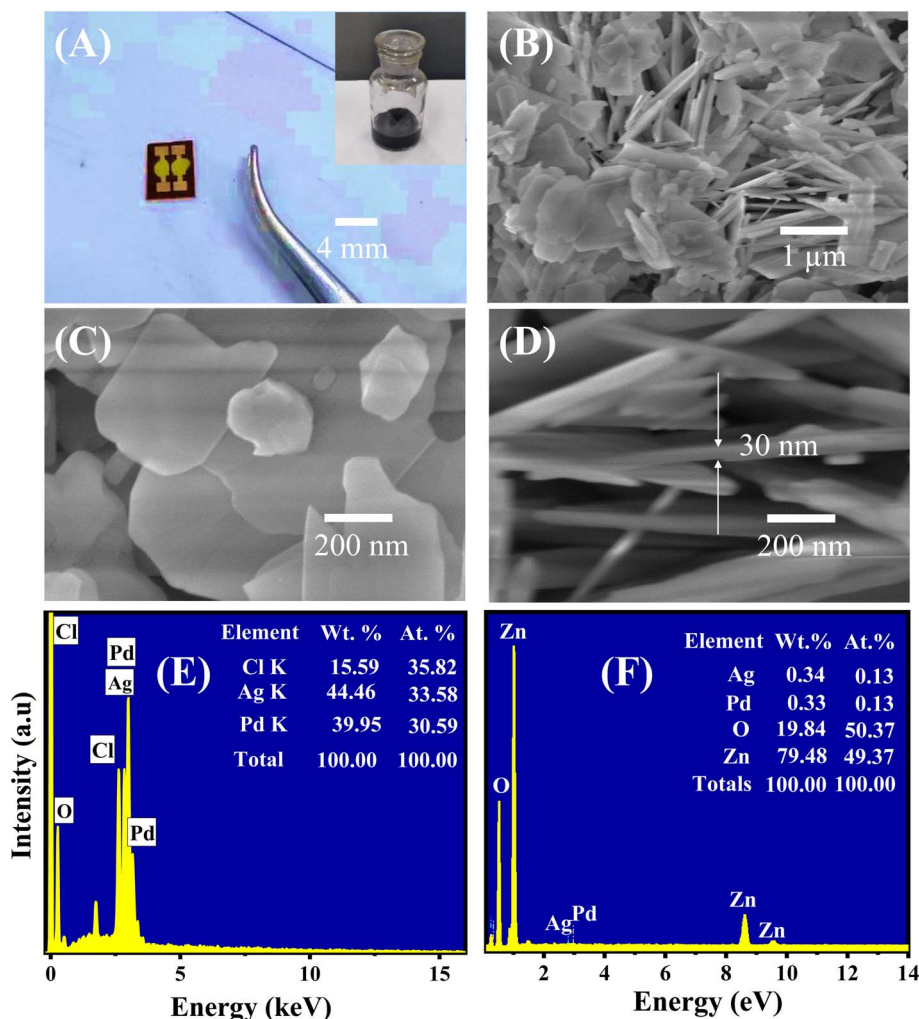 (A)
4 mm
(B)
1 µm
(C)
200 nm
(D)
30 nm
200 nm
(E)
Cl
Pd
Ag
Cl
O
Pd
Element Wt. % At. %
Cl K 15.59 35.82
Ag K 44.46 33.58
Pd K 39.95 30.59
Total 100.00 100.00
Intensity (a.u)
0 5 10 15
Energy (keV)
(F)
Zn
O
Ag
Pd
Zn
Zn
Element Wt.% At.%
Ag 0.34 0.13
Pd 0.33 0.13
O 19.84 50.37
Zn 79.48 49.37
Totals 100.00 100.00
2 4 6 8 10 12 14
Energy (eV)